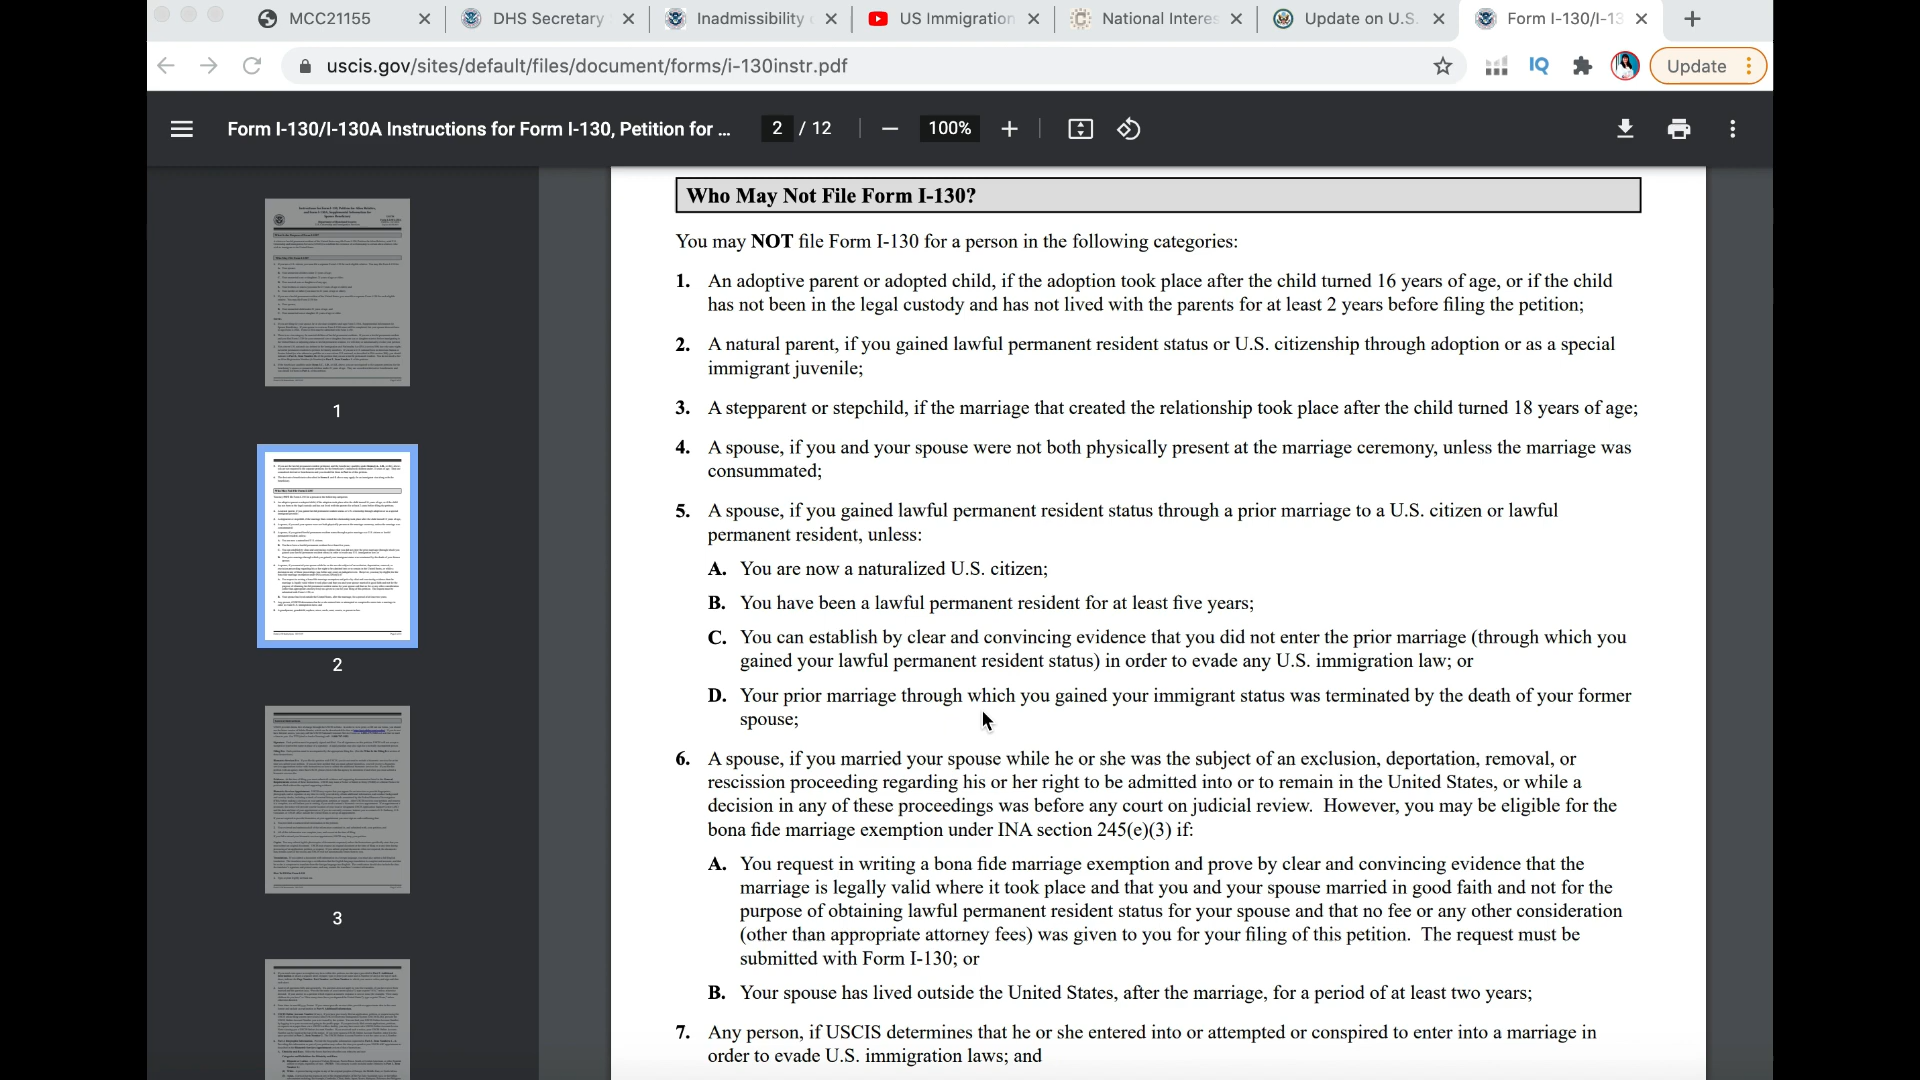 MCC21155
DHS Secretary
Inadmissibility
US Immigration
National Interes
Update on U.S.
Form I-130/I-13
uscis.gov/sites/default/files/document/forms/i-130instr.pdf
IQ
Update
Form I-130/I-130A Instructions for Form I-130, Petition for ...
2 / 12
100%
1
2
3
Who May Not File Form I-130?
You may NOT file Form I-130 for a person in the following categories:
1. An adoptive parent or adopted child, if the adoption took place after the child turned 16 years of age, or if the child
has not been in the legal custody and has not lived with the parents for at least 2 years before filing the petition;
2. A natural parent, if you gained lawful permanent resident status or U.S. citizenship through adoption or as a special
immigrant juvenile;
3. A stepparent or stepchild, if the marriage that created the relationship took place after the child turned 18 years of age;
4. A spouse, if you and your spouse were not both physically present at the marriage ceremony, unless the marriage was
consummated;
5. A spouse, if you gained lawful permanent resident status through a prior marriage to a U.S. citizen or lawful
permanent resident, unless:
A. You are now a naturalized U.S. citizen;
B. You have been a lawful permanent resident for at least five years;
C. You can establish by clear and convincing evidence that you did not enter the prior marriage (through which you
gained your lawful permanent resident status) in order to evade any U.S. immigration law; or
D. Your prior marriage through which you gained your immigrant status was terminated by the death of your former
spouse;
6. A spouse, if you married your spouse while he or she was the subject of an exclusion, deportation, removal, or
rescission proceeding regarding his or her right to be admitted into or to remain in the United States, or while a
decision in any of these proceedings was before any court on judicial review. However, you may be eligible for the
bona fide marriage exemption under INA section 245(e)(3) if:
A. You request in writing a bona fide marriage exemption and prove by clear and convincing evidence that the
marriage is legally valid where it took place and that you and your spouse married in good faith and not for the
purpose of obtaining lawful permanent resident status for your spouse and that no fee or any other consideration
(other than appropriate attorney fees) was given to you for your filing of this petition. The request must be
submitted with Form I-130; or
B. Your spouse has lived outside the United States, after the marriage, for a period of at least two years;
7. Any person, if USCIS determines that he or she entered into or attempted or conspired to enter into a marriage in
order to evade U.S. immigration laws; and